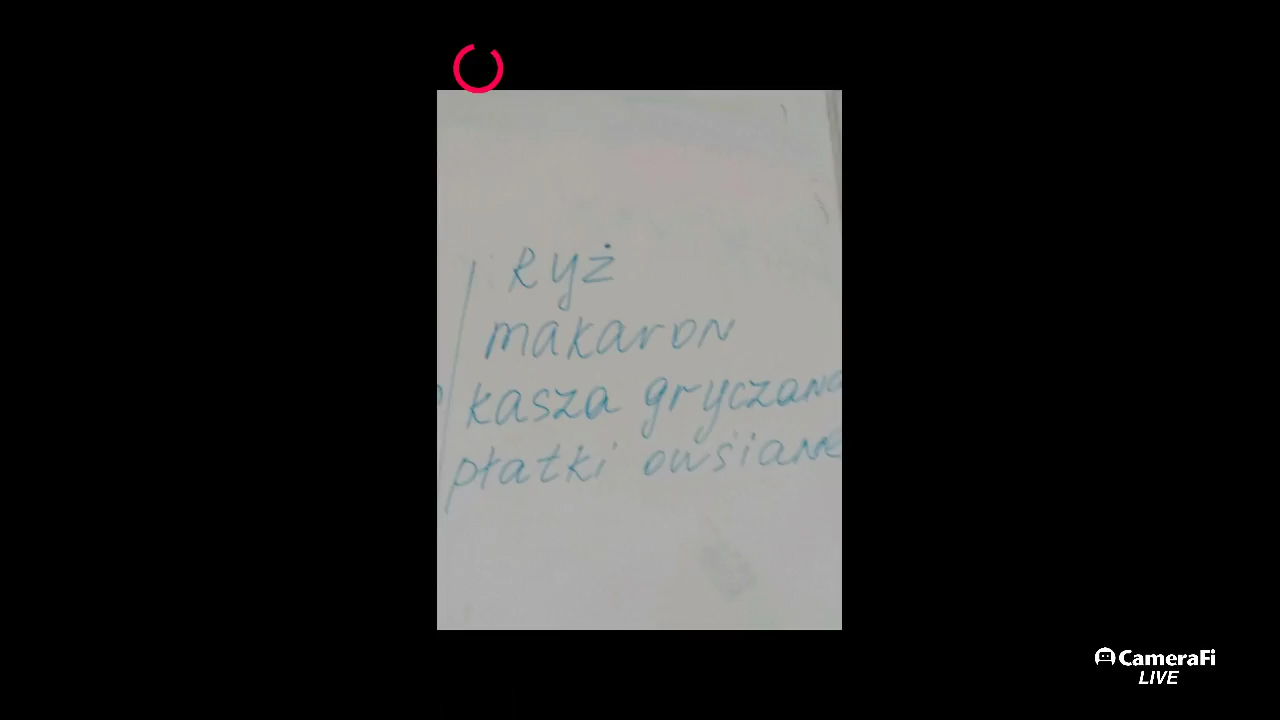 Ryż
makaron
kasza gryczana
płatki owsiane
CameraFi
LIVE